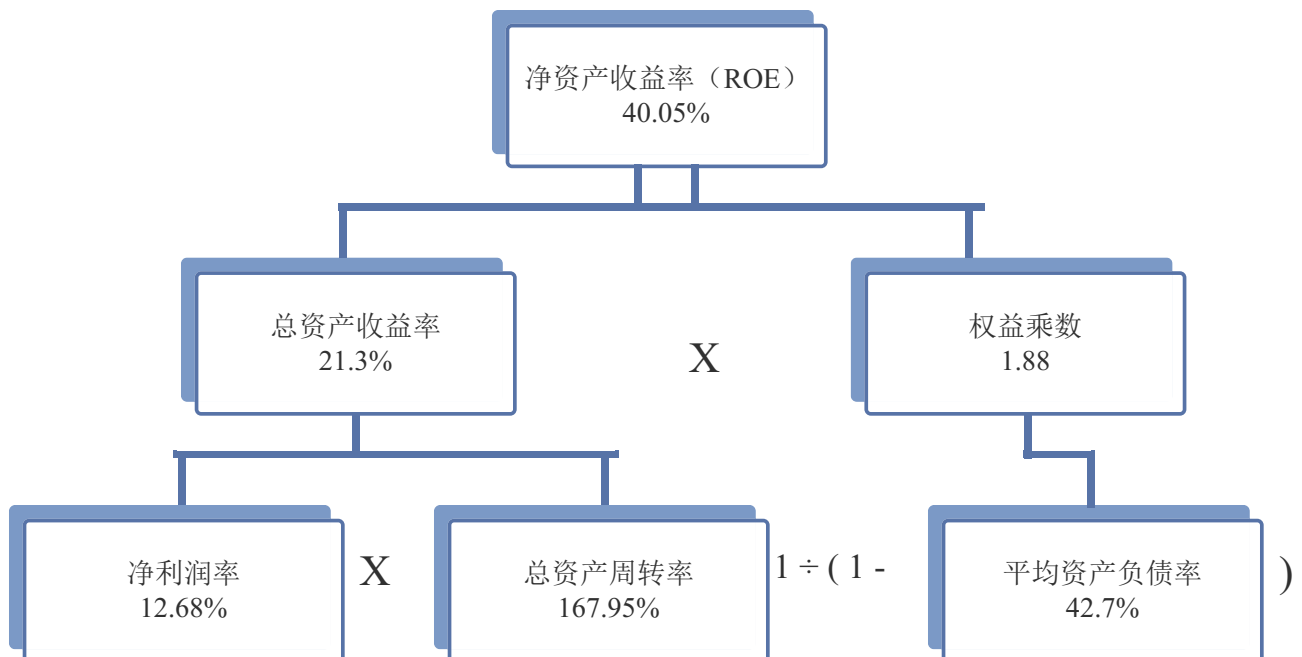 净资产收益率（ROE）
40.05%
总资产收益率
21.3%
X
权益乘数
1.88
净利润率
12.68%
X
总资产周转率
167.95%
1 ÷ ( 1 -
平均资产负债率
42.7%
)